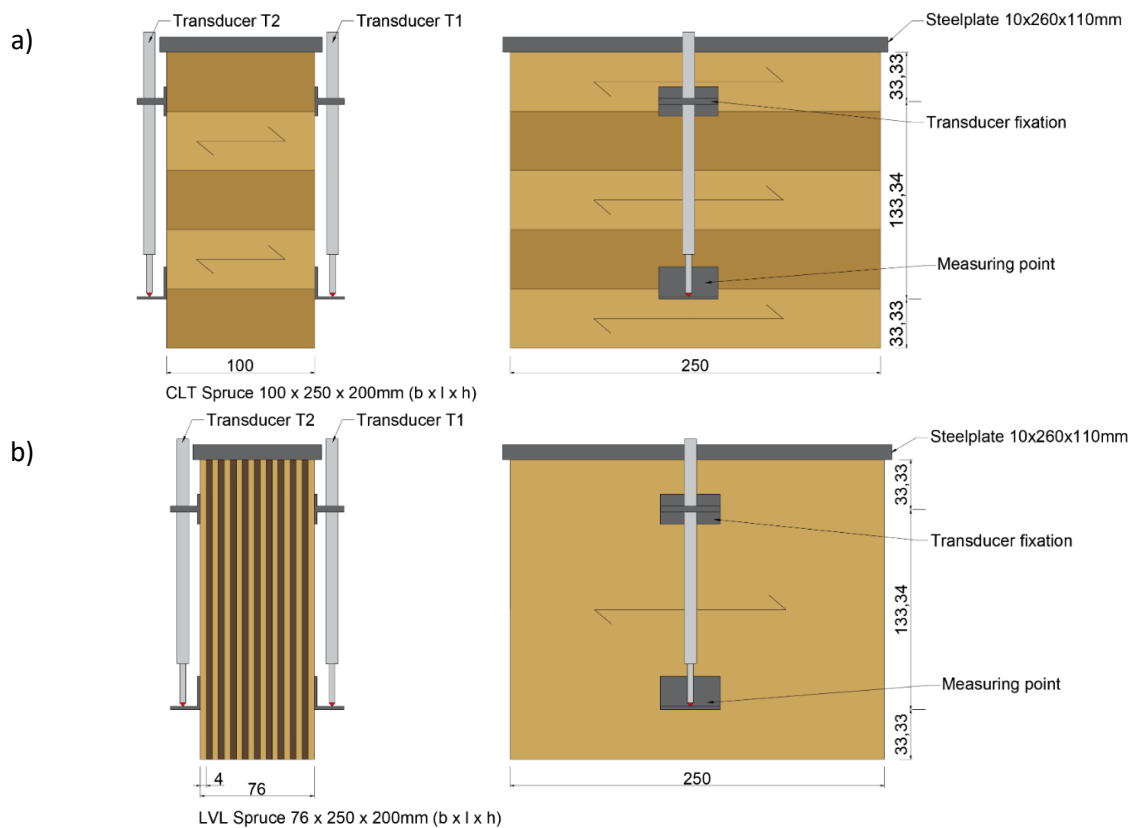 a)
Transducer T2
Transducer T1
Steelplate 10x260x110mm
33,33
Transducer fixation
133,34
Measuring point
33,33
100
250
CLT Spruce 100 x 250 x 200mm (b x l x h)
b)
Transducer T2
Transducer T1
Steelplate 10x260x110mm
33,33
Transducer fixation
133,34
Measuring point
33,33
4
76
250
LVL Spruce 76 x 250 x 200mm (b x l x h)